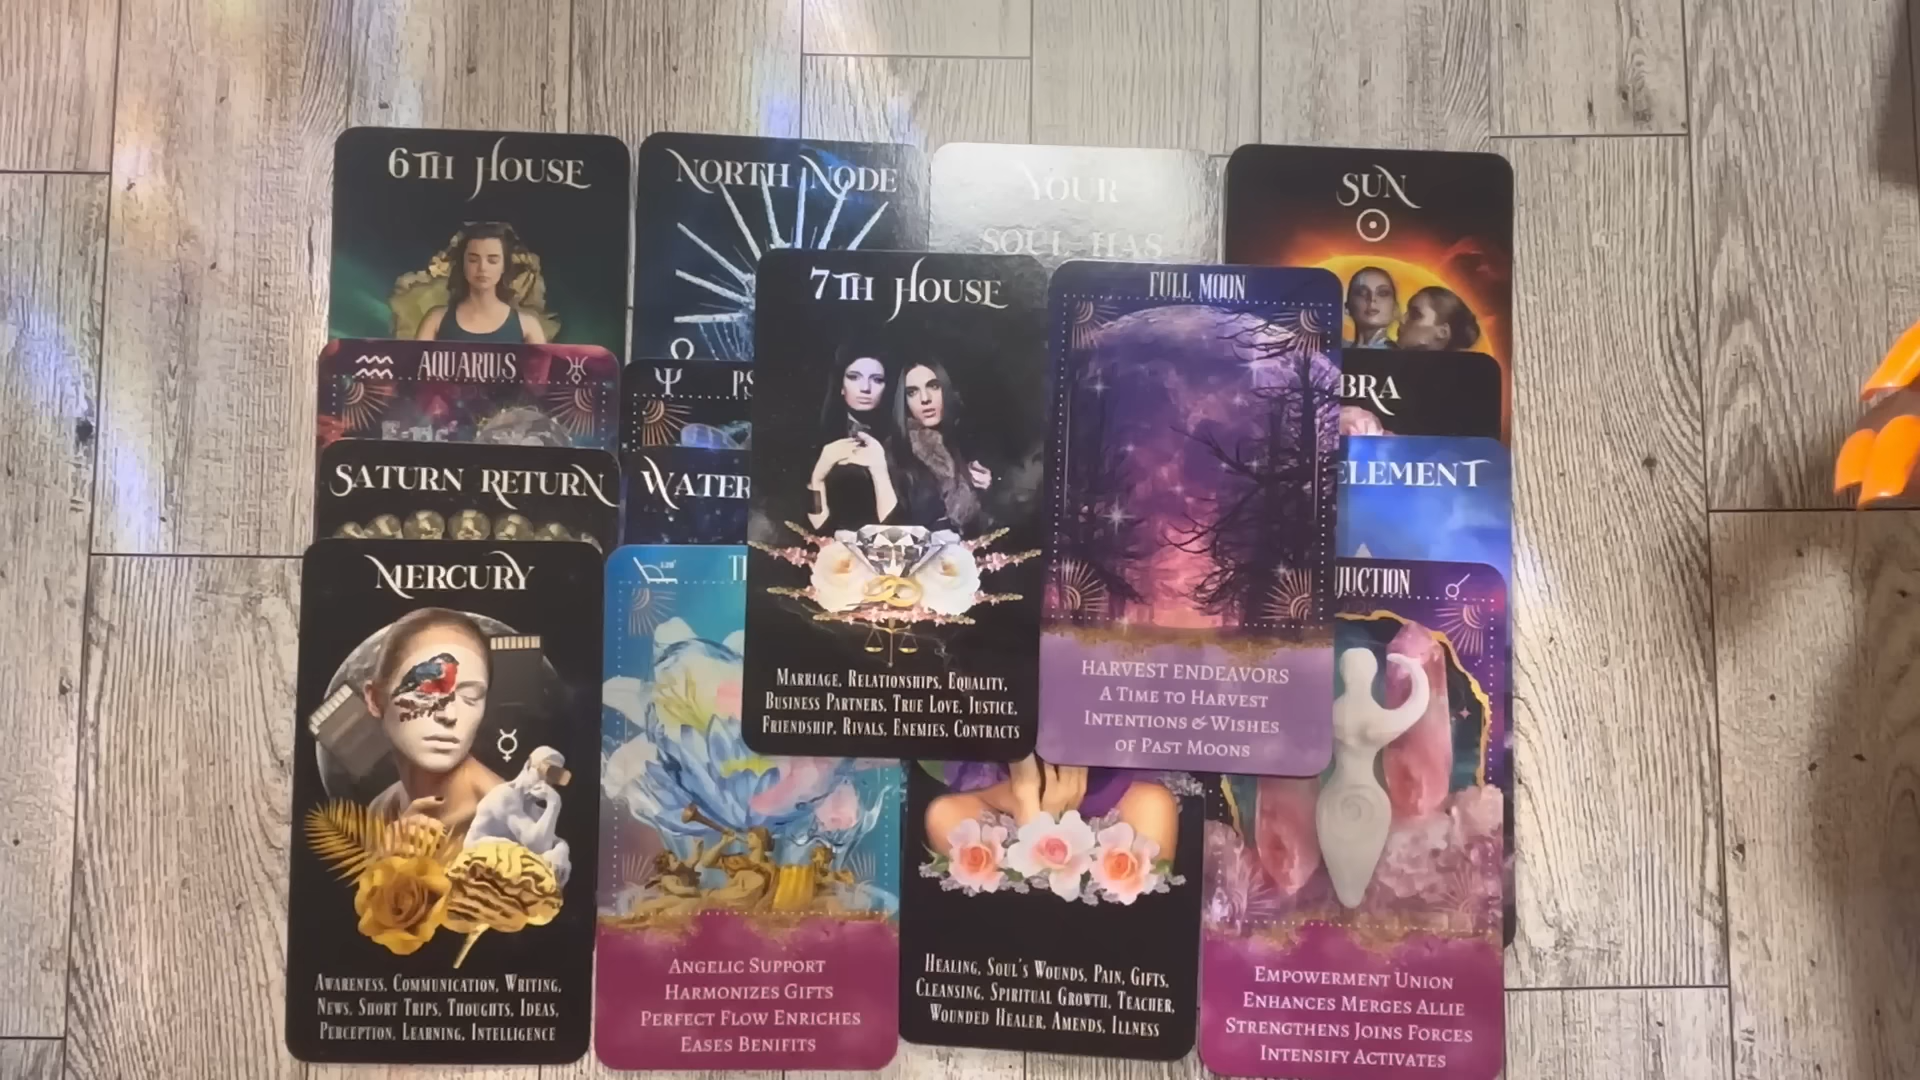 6TH HOUSE
NORTH NODE
YOUR
SOUL HAS
SUN
AQUARIUS
PS
BRA
SATURN RETURN
WATER
ELEMENT
MERCURY
AWARENESS, COMMUNICATION, WRITING,
NEWS, SHORT TRIPS, THOUGHTS, IDEAS,
PERCEPTION, LEARNING, INTELLIGENCE
120°
ANGELIC SUPPORT
HARMONIZES GIFTS
PERFECT FLOW ENRICHES
EASES BENIFITS
7TH HOUSE
MARRIAGE, RELATIONSHIPS, EQUALITY,
BUSINESS PARTNERS, TRUE LOVE, JUSTICE,
FRIENDSHIP, RIVALS, ENEMIES, CONTRACTS
FULL MOON
HARVEST ENDEAVORS
A TIME TO HARVEST
INTENTIONS & WISHES
OF PAST MOONS
HEALING, SOUL'S WOUNDS, PAIN, GIFTS,
CLEANSING, SPIRITUAL GROWTH, TEACHER,
WOUNDED HEALER, AMENDS, ILLNESS
JUCTION
EMPOWERMENT UNION
ENHANCES MERGES ALLIE
STRENGTHENS JOINS FORCES
INTENSIFY ACTIVATES